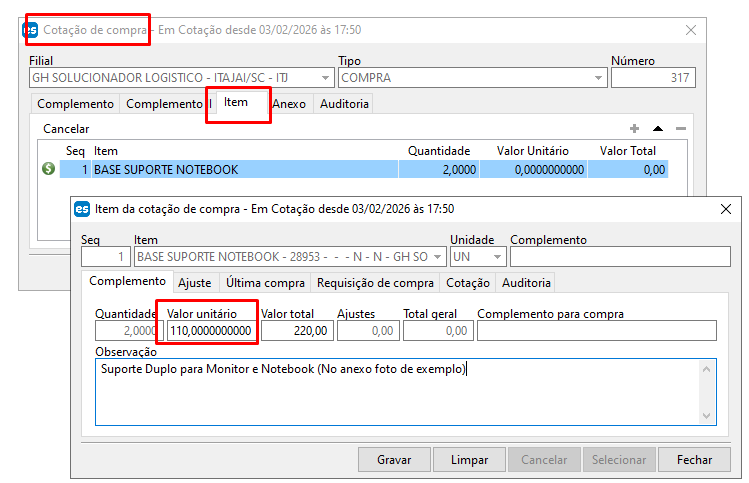 es Cotação de compra - Em Cotação desde 03/02/2026 às 17:50
Filial Tipo Número
GH SOLUCIONADOR LOGISTICO - ITAJAI/SC - ITJ COMPRA 317
Complemento Complemento I Item Anexo Auditoria
Cancelar
Seq Item Quantidade Valor Unitário Valor Total
1 BASE SUPORTE NOTEBOOK 2,0000 0,0000000000 0,00
es Item da cotação de compra - Em Cotação desde 03/02/2026 às 17:50
Seq Item Unidade Complemento
1 BASE SUPORTE NOTEBOOK - 28953 - - - N - N - GH SO UN
Complemento Ajuste Última compra Requisição de compra Cotação Auditoria
Quantidade Valor unitário Valor total Ajustes Total geral Complemento para compra
2,0000 110,0000000000 220,00 0,00 0,00
Observação
Suporte Duplo para Monitor e Notebook (No anexo foto de exemplo)
Gravar Limpar Cancelar Selecionar Fechar